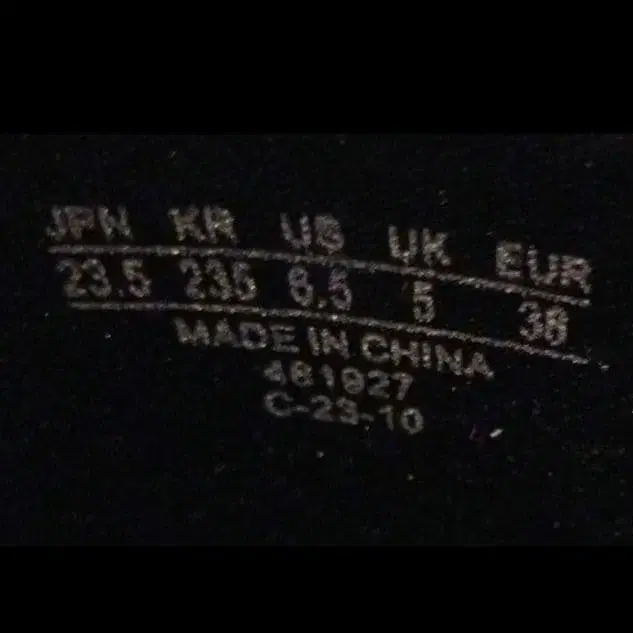 JPN KR US UK EUR
23.5 235 6.5 5 38
MADE IN CHINA
461927
C-23-10